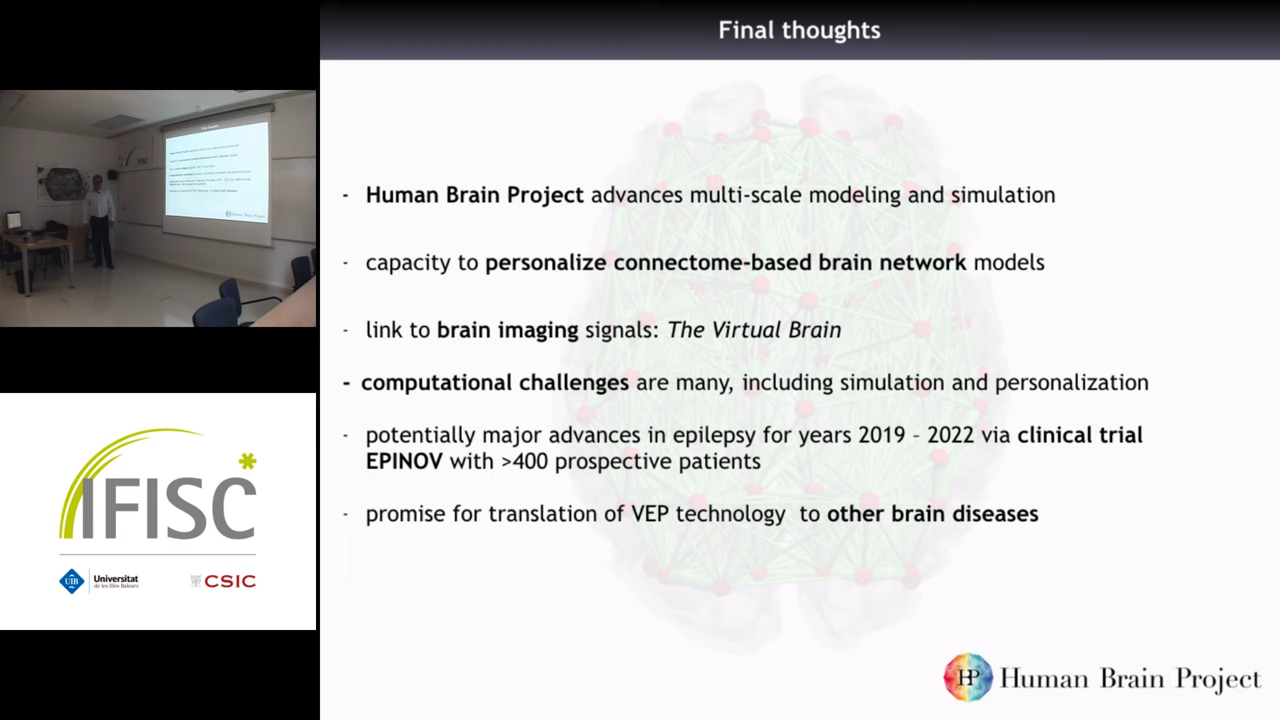 Final thoughts
- Human Brain Project advances multi-scale modeling and simulation
- capacity to personalize connectome-based brain network models
- link to brain imaging signals: The Virtual Brain
- computational challenges are many, including simulation and personalization
- potentially major advances in epilepsy for years 2019 – 2022 via clinical trial
EPINOV with >400 prospective patients
- promise for translation of VEP technology  to other brain diseases
IFISC*
UIB
Universitat
de les Illes Balears
CSIC
HP Human Brain Project